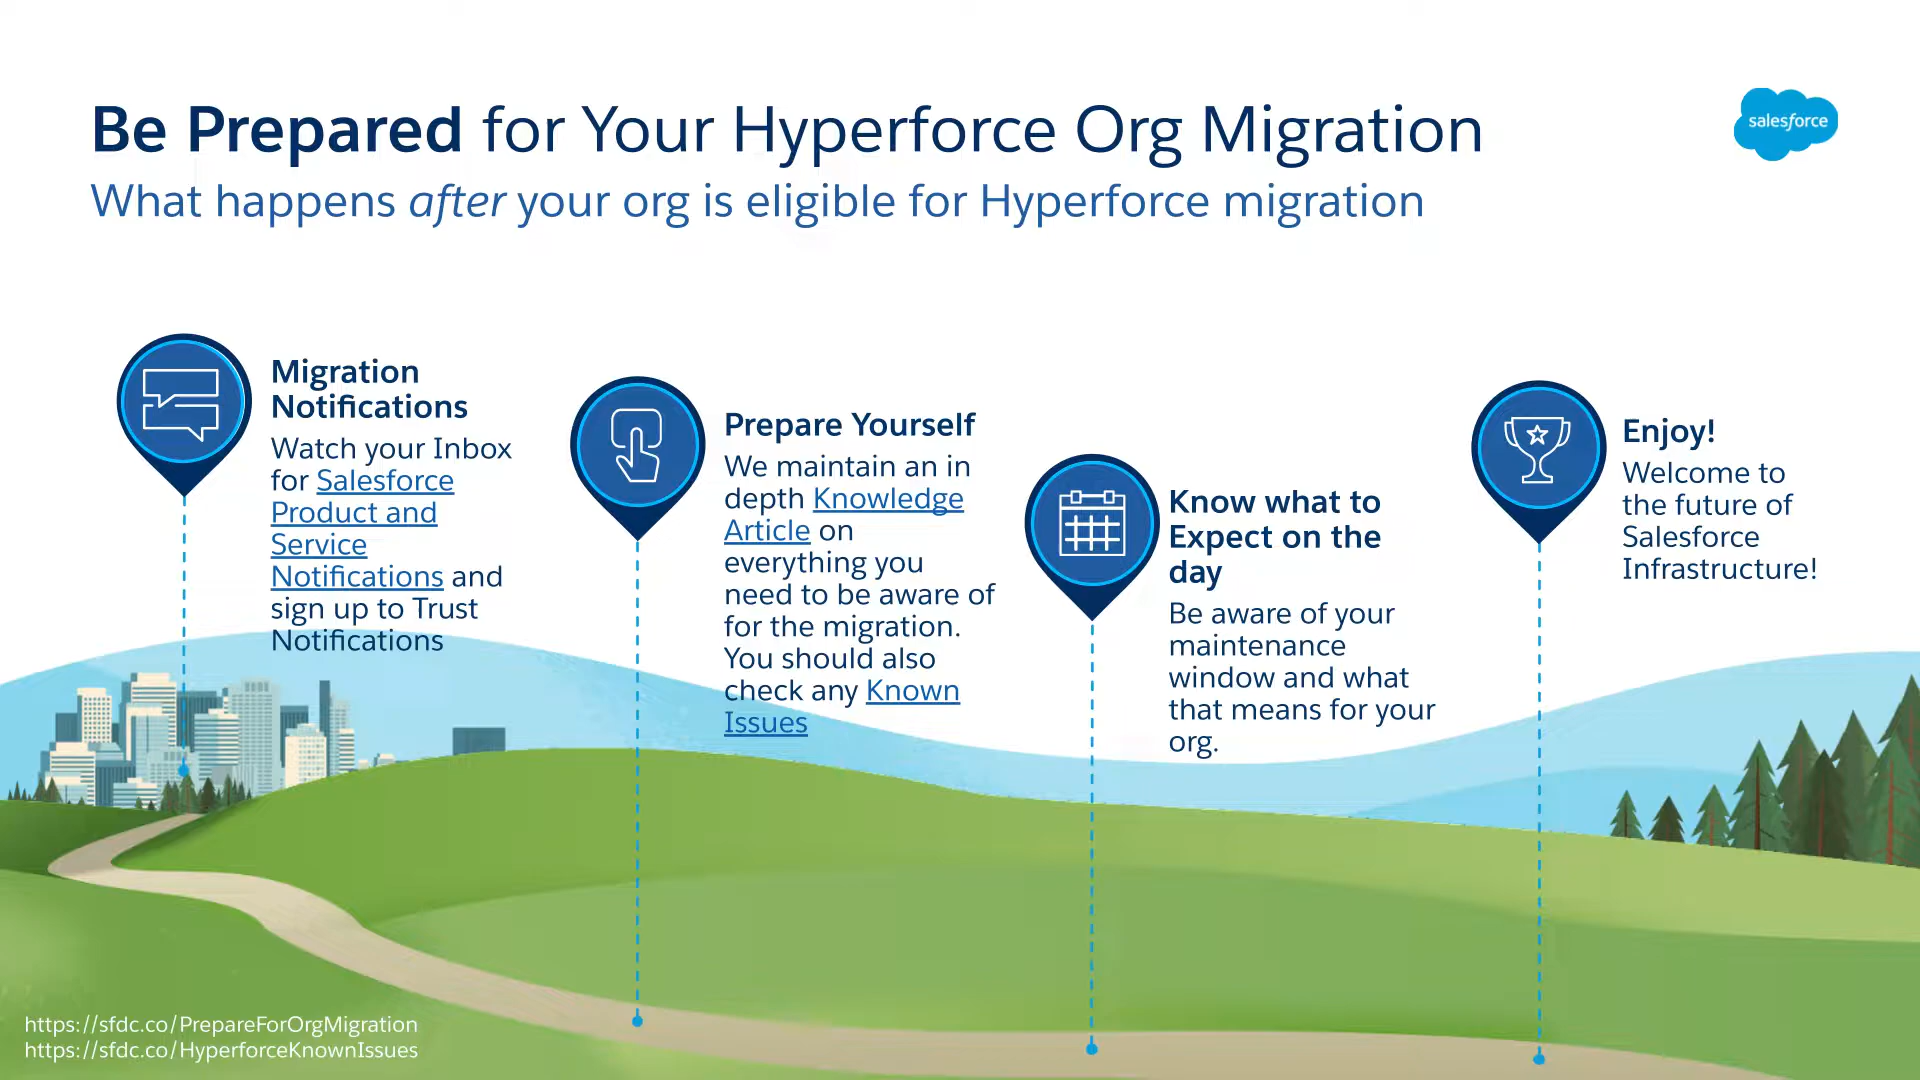 Be Prepared for Your Hyperforce Org Migration
What happens after your org is eligible for Hyperforce migration
salesforce
Migration
Notifications
Watch your Inbox
for Salesforce
Product and
Service
Notifications and
sign up to Trust
Notifications
Prepare Yourself
We maintain an in
depth Knowledge
Article on
everything you
need to be aware of
for the migration.
You should also
check any Known
Issues
Know what to
Expect on the
day
Be aware of your
maintenance
window and what
that means for your
org.
Enjoy!
Welcome to
the future of
Salesforce
Infrastructure!
https://sfdc.co/PrepareForOrgMigration
https://sfdc.co/HyperforceKnownIssues